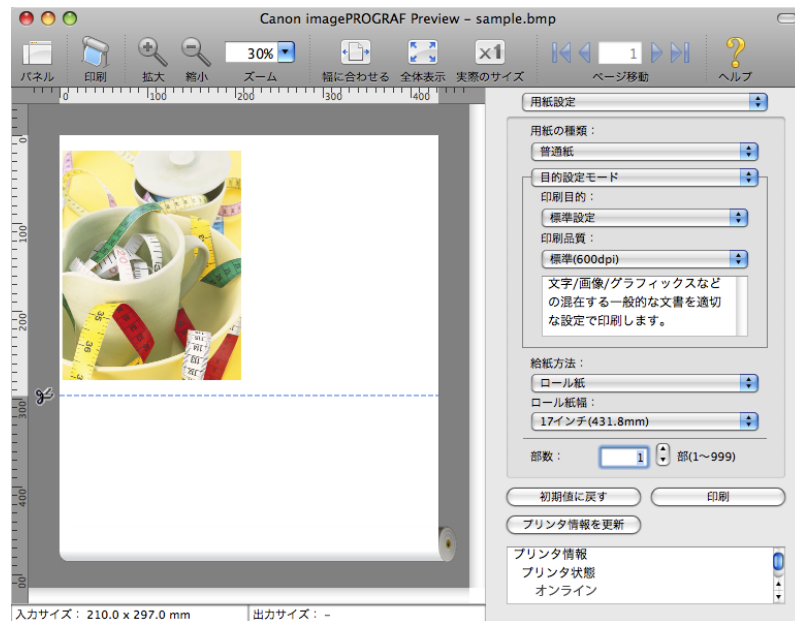 Canon imagePROGRAF Preview – sample.bmp
30%
1
パネル 印刷 拡大 縮小 ズーム 幅に合わせる 全体表示 実際のサイズ ページ移動 ヘルプ
0 100 200 300 400
用紙設定
用紙の種類：
普通紙
目的設定モード
印刷目的：
標準設定
印刷品質：
標準(600dpi)
文字/画像/グラフィックスなど
の混在する一般的な文書を適切
な設定で印刷します。
給紙方法：
ロール紙
ロール紙幅：
17インチ(431.8mm)
部数： 1 部(1〜999)
初期値に戻す 印刷
プリンタ情報を更新
プリンタ情報
プリンタ状態
オンライン
0
100
200
300
400
入力サイズ： 210.0 x 297.0 mm 出力サイズ： –